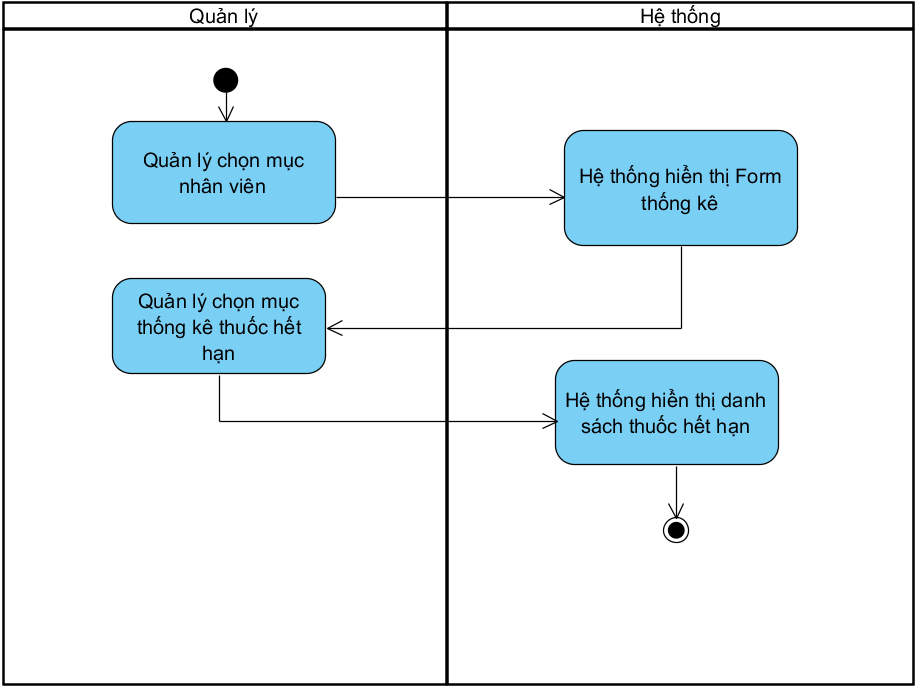 Quản lý
Hệ thống
Quản lý chọn mục
nhân viên
Hệ thống hiển thị Form
thống kê
Quản lý chọn mục
thống kê thuốc hết
hạn
Hệ thống hiển thị danh
sách thuốc hết hạn